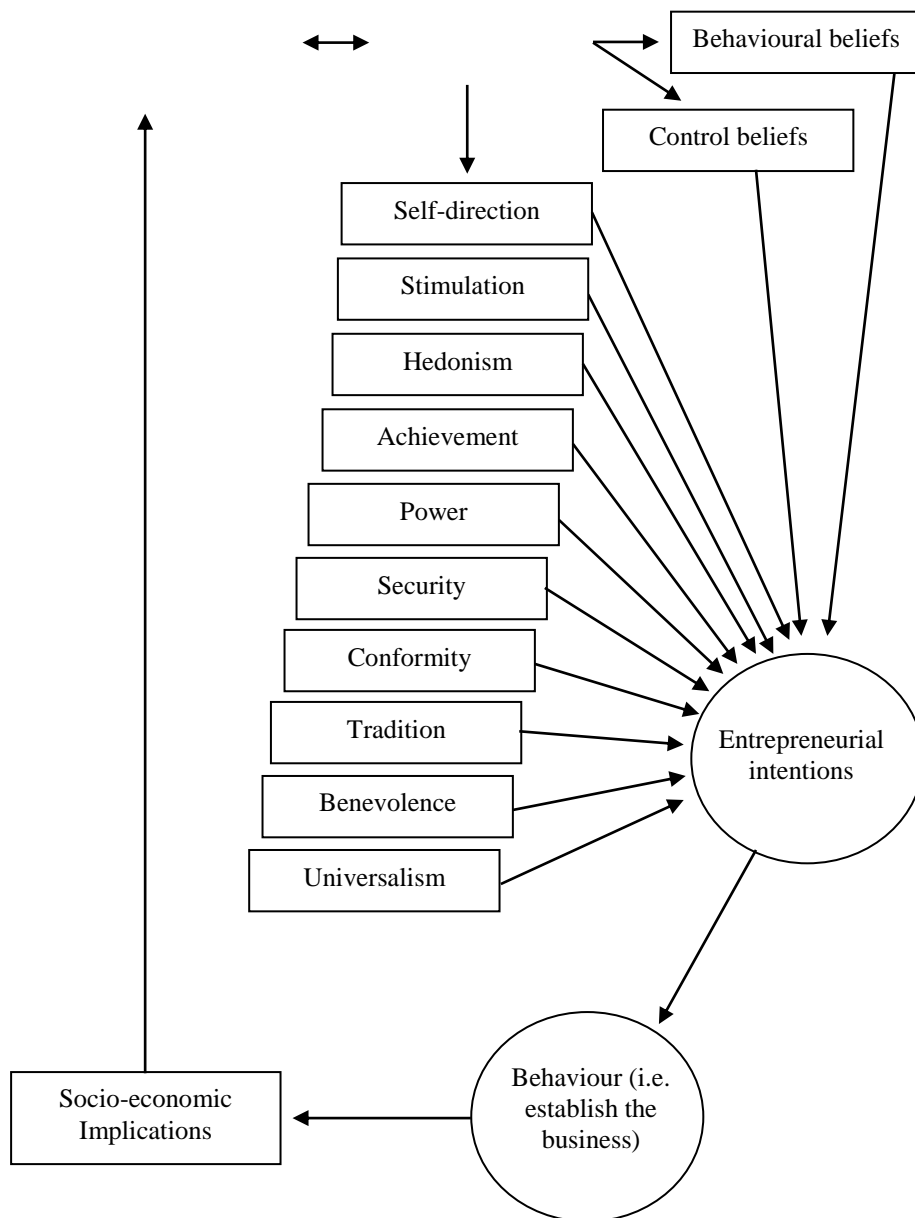 Behavioural beliefs
Control beliefs
Self-direction
Stimulation
Hedonism
Achievement
Power
Security
Conformity
Tradition
Benevolence
Universalism
Entrepreneurial
intentions
Behaviour (i.e.
establish the
business)
Socio-economic
Implications